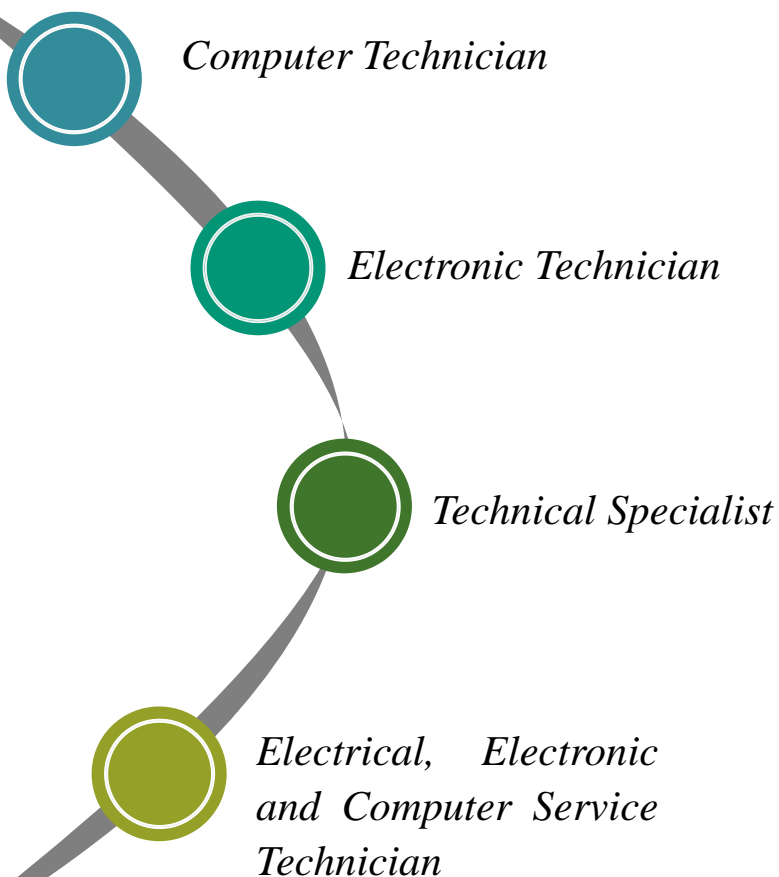 Computer Technician
Electronic Technician
Technical Specialist
Electrical, Electronic
and Computer Service
Technician